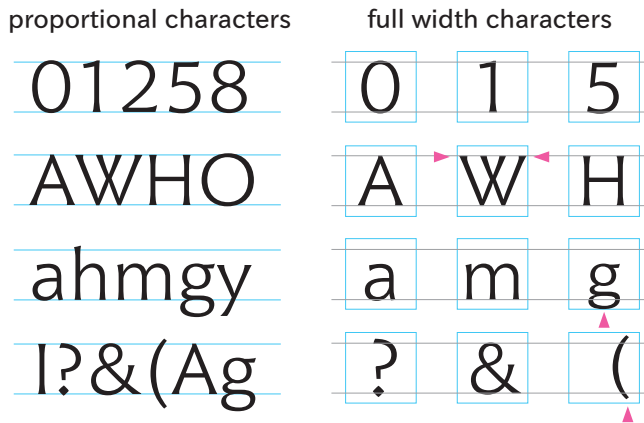 proportional characters
full width characters
01258
0 1 5
AWHO
A W H
ahmgy
a m g
I?&(Ag
? & (